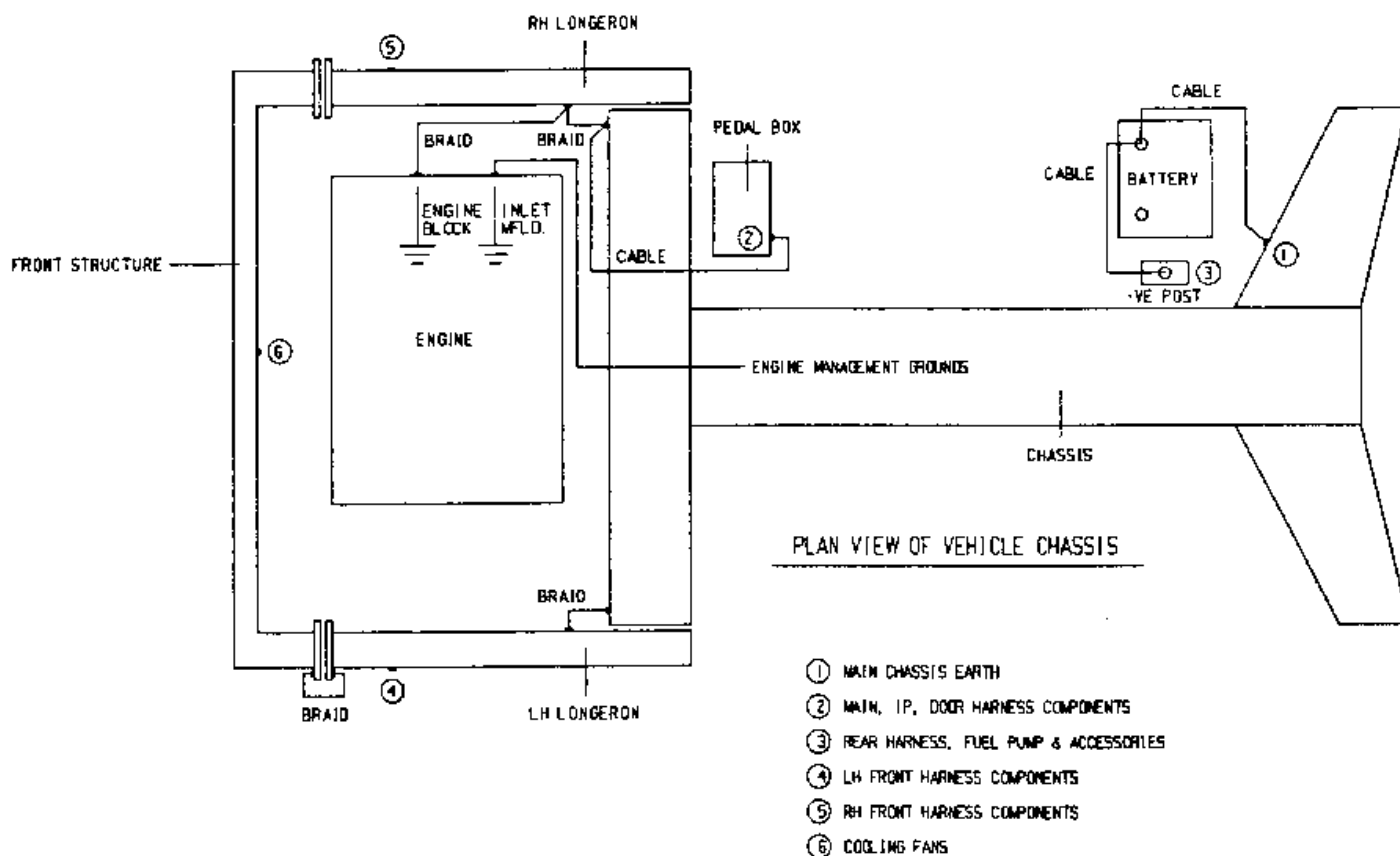 ⑤
RH LONGERON
CABLE
BRAID
BRAID
PEDAL BOX
CABLE
BATTERY
ENGINE
BLOCK
INLET
MFLD.
②
CABLE
①
③
-VE POST
FRONT STRUCTURE
ENGINE
⑥
ENGINE MANAGEMENT GROUNDS
CHASSIS
PLAN VIEW OF VEHICLE CHASSIS
BRAID
④
BRAID
LH LONGERON
① MAIN CHASSIS EARTH
② MAIN, IP, DOOR HARNESS COMPONENTS
③ REAR HARNESS, FUEL PUMP & ACCESSORIES
④ LH FRONT HARNESS COMPONENTS
⑤ RH FRONT HARNESS COMPONENTS
⑥ COOLING FANS